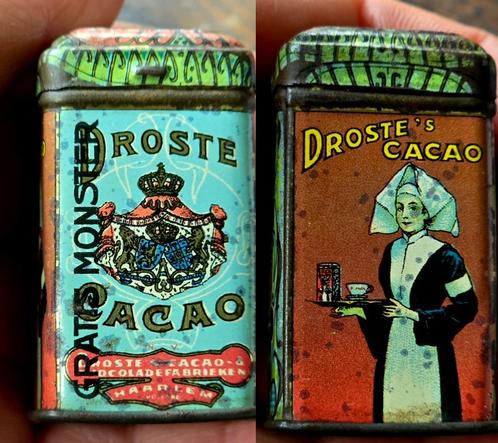 DROSTE
CACAO
GRATIS MONSTER
DROSTE'S CACAO- &
CHOCOLADEFABRIEKEN
HAARLEM
DROSTE'S
CACAO